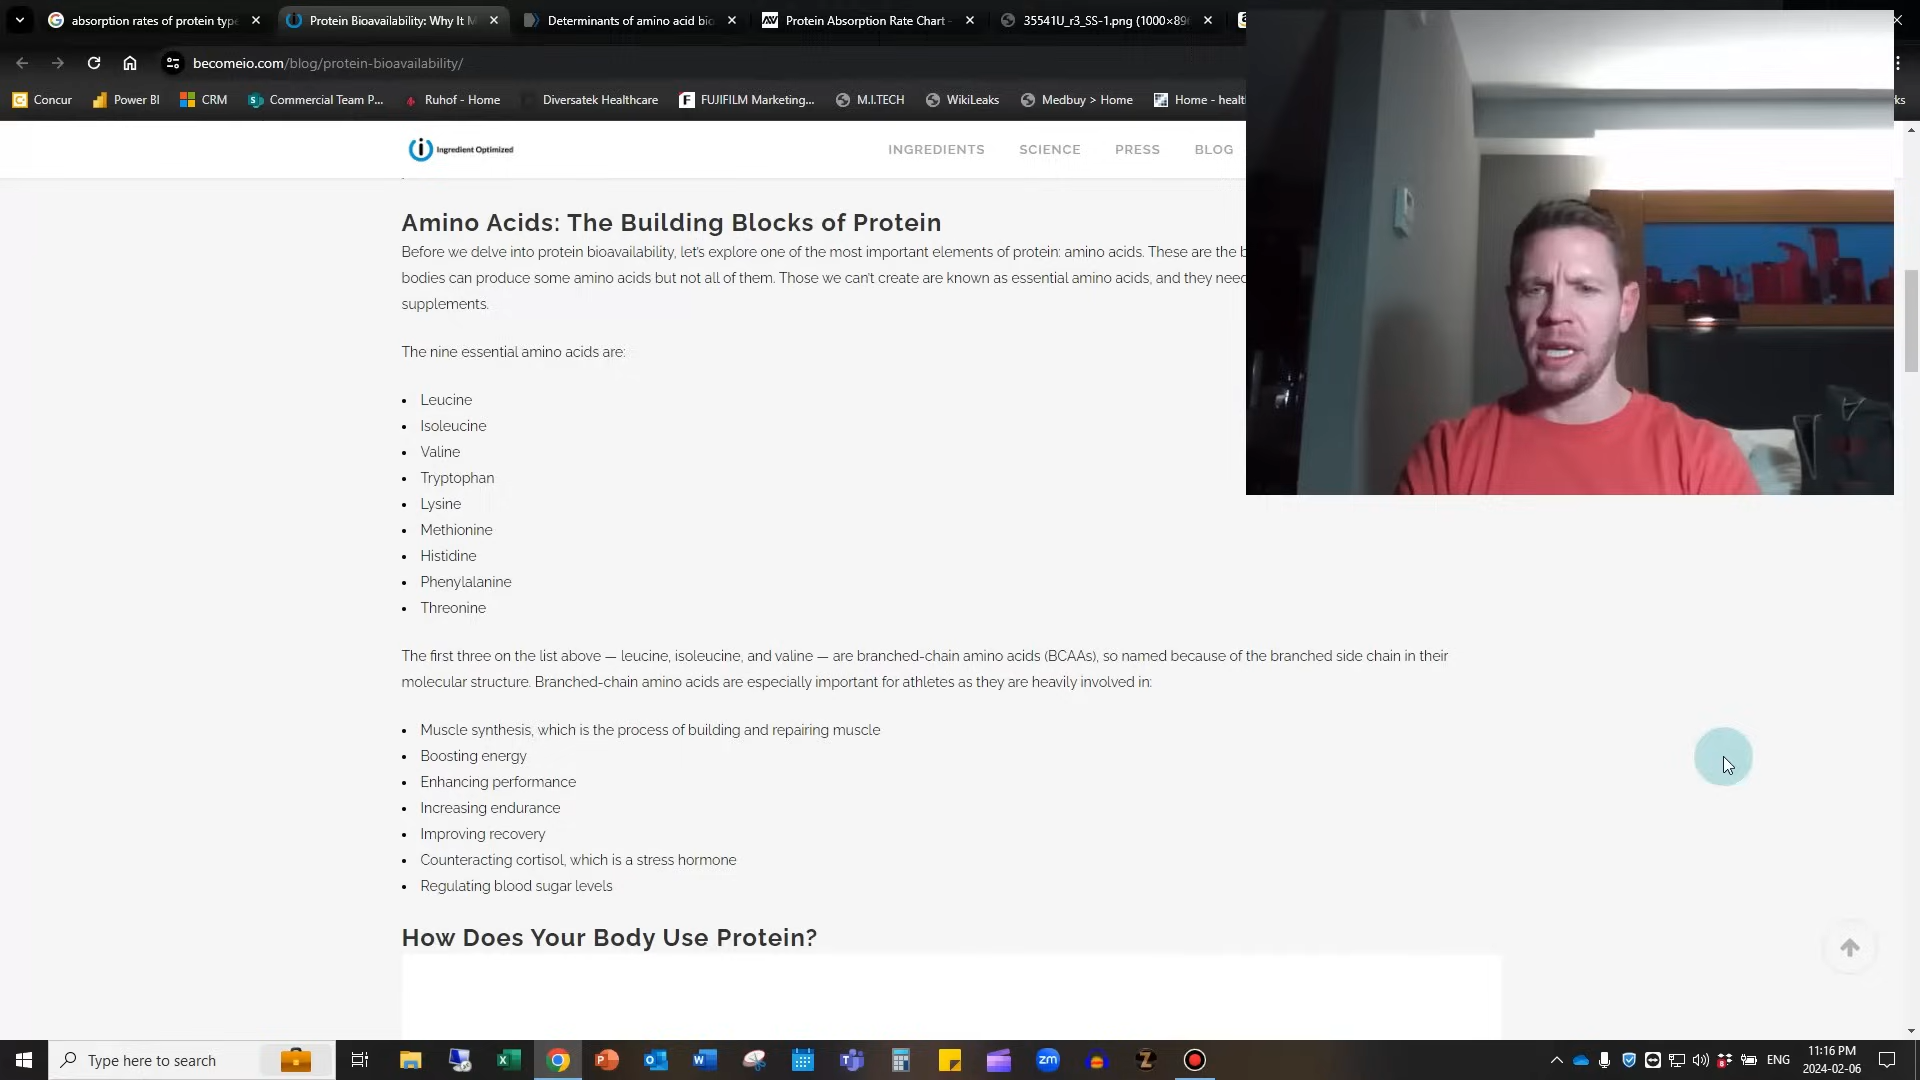 absorption rates of protein type
Protein Bioavailability: Why It M
Determinants of amino acid bio
AW Protein Absorption Rate Chart -
35541U_r3_SS-1.png (1000×89
becomeio.com/blog/protein-bioavailability/
Concur
Power BI
CRM
Commercial Team P...
Ruhof - Home
Diversatek Healthcare
FUJIFILM Marketing...
M.I.TECH
WikiLeaks
Medbuy > Home
Home - healt
ks
Ingredient Optimized
INGREDIENTS
SCIENCE
PRESS
BLOG
Amino Acids: The Building Blocks of Protein
Before we delve into protein bioavailability, let's explore one of the most important elements of protein: amino acids. These are the b
bodies can produce some amino acids but not all of them. Those we can't create are known as essential amino acids, and they need
supplements.
The nine essential amino acids are:
• Leucine
• Isoleucine
• Valine
• Tryptophan
• Lysine
• Methionine
• Histidine
• Phenylalanine
• Threonine
The first three on the list above — leucine, isoleucine, and valine — are branched-chain amino acids (BCAAs), so named because of the branched side chain in their
molecular structure. Branched-chain amino acids are especially important for athletes as they are heavily involved in:
• Muscle synthesis, which is the process of building and repairing muscle
• Boosting energy
• Enhancing performance
• Increasing endurance
• Improving recovery
• Counteracting cortisol, which is a stress hormone
• Regulating blood sugar levels
How Does Your Body Use Protein?
Type here to search
ENG
11:16 PM
2024-02-06